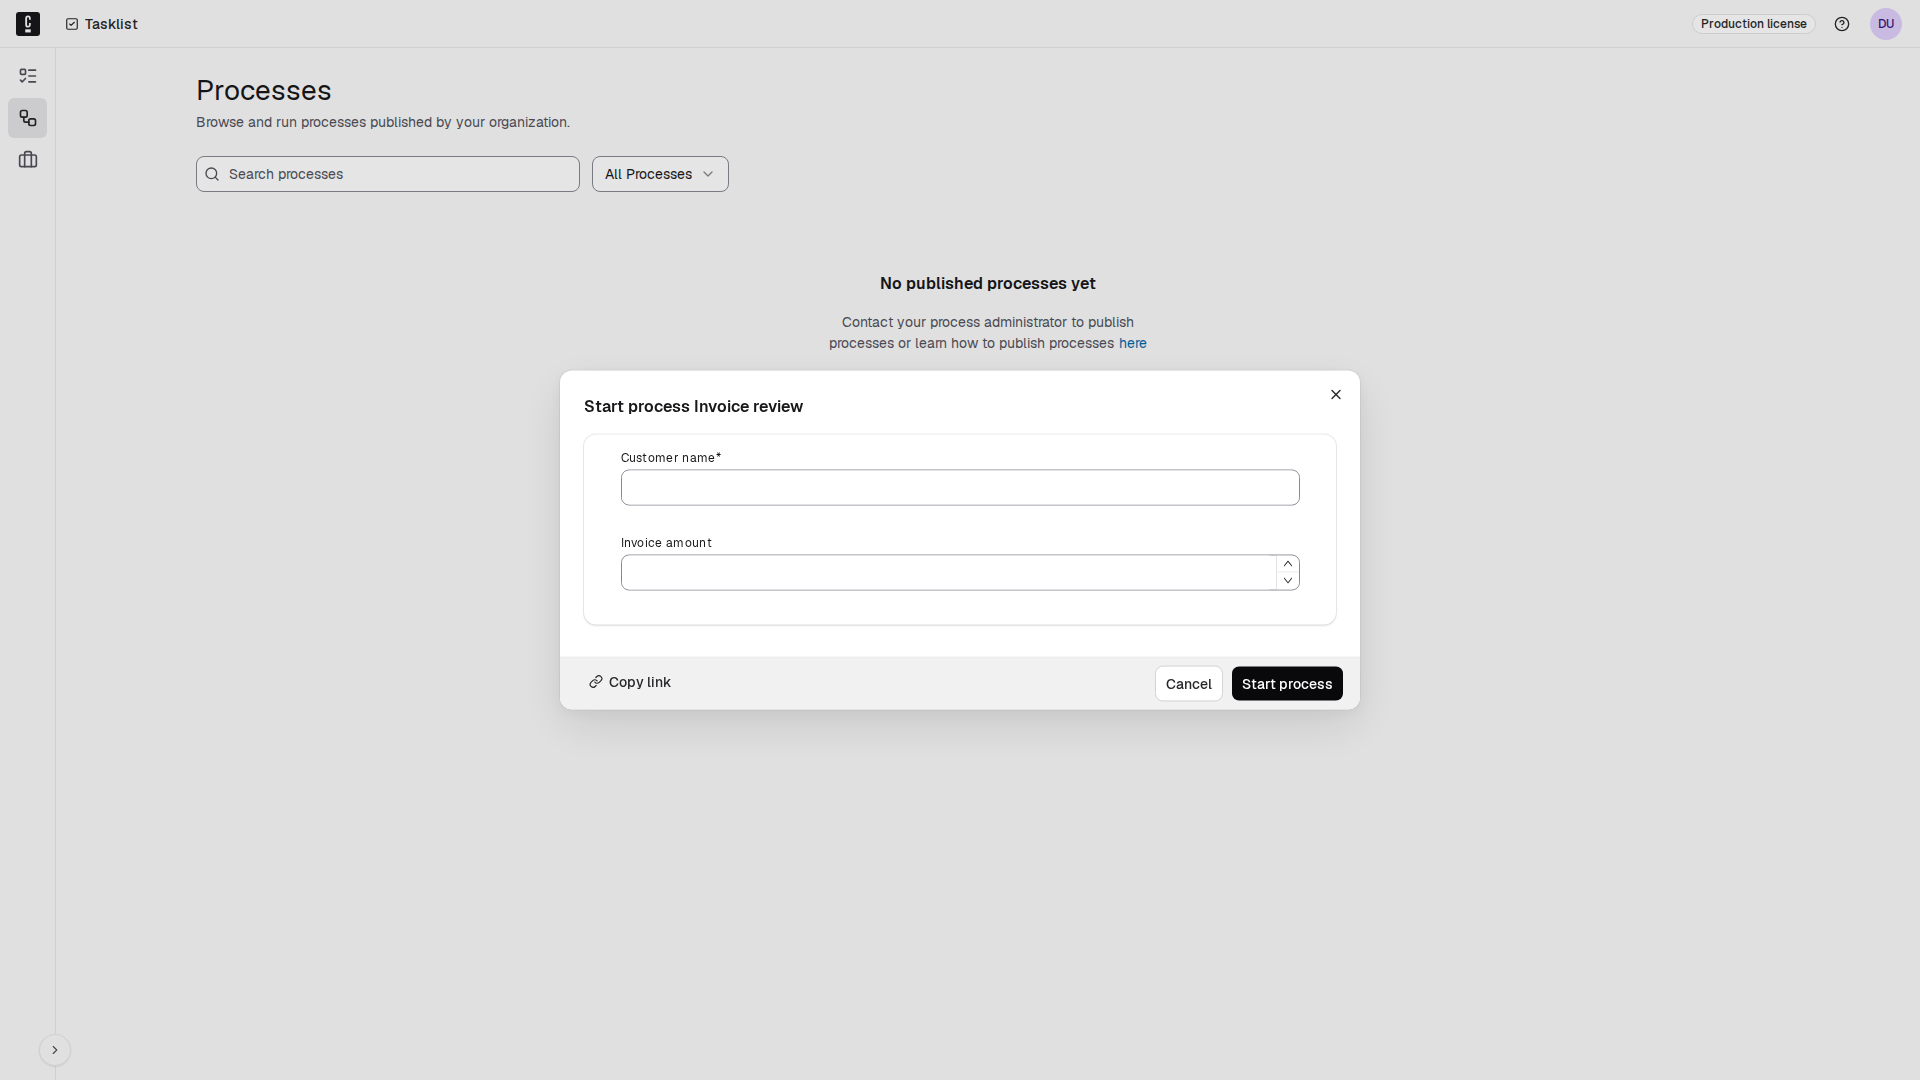 Tasklist
Production license
DU
Processes
Browse and run processes published by your organization.
Search processes
All Processes
No published processes yet
Contact your process administrator to publish
processes or learn how to publish processes here
Start process Invoice review
Customer name*
Invoice amount
Copy link
Cancel
Start process